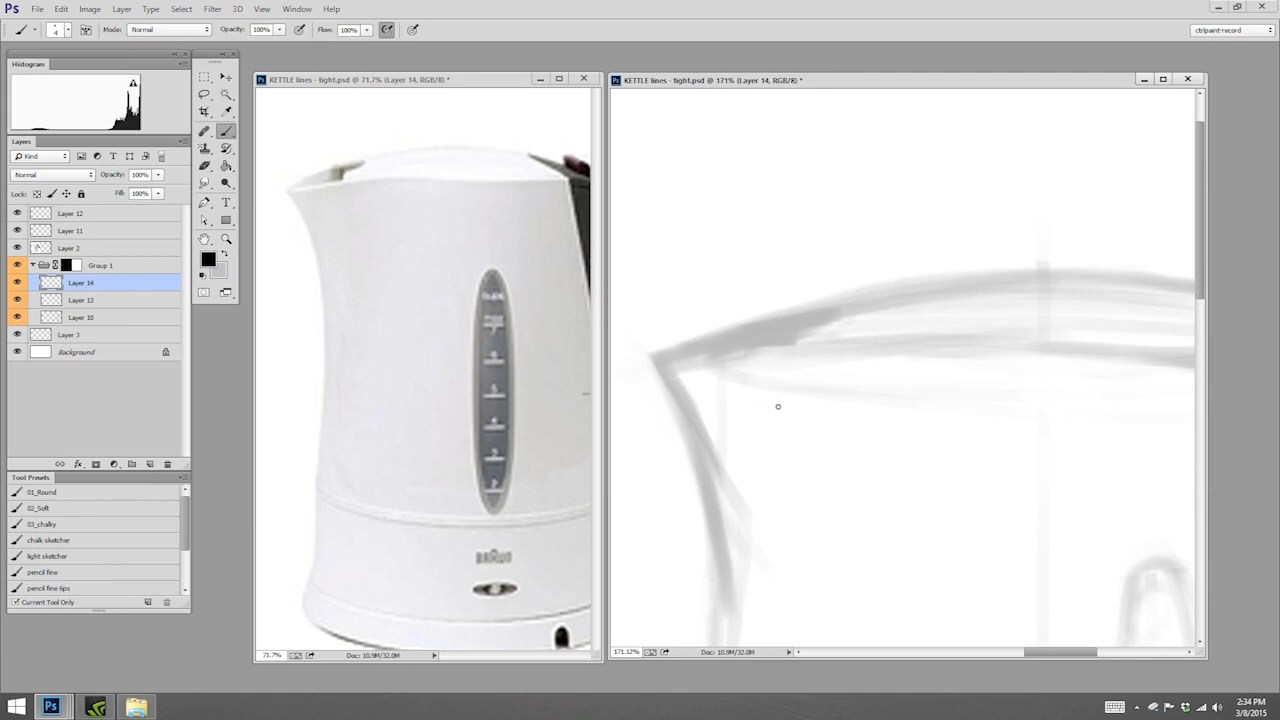 Ps File Edit Image Layer Type Select Filter 3D View Window Help
4 Mode: Normal Opacity: 100% Flow: 100% ctrlpaint-record
Histogram
Layers
Kind
Normal Opacity: 100%
Lock: Fill: 100%
Layer 12
Layer 11
Layer 2
Group 1
Layer 14
Layer 13
Layer 10
Layer 3
Background
fx
Tool Presets
01_Round
02_Soft
03_chalky
chalk sketcher
light sketcher
pencil fine
pencil fine 6px
Current Tool Only
T
KETTLE lines - tight.psd @ 71.7% (Layer 14, RGB/8) *
BRAUN
71.7% Doc: 10.9M/32.0M
KETTLE lines - tight.psd @ 171% (Layer 14, RGB/8) *
171.12% Doc: 10.9M/32.0M
Ps
2:34 PM
3/8/2015